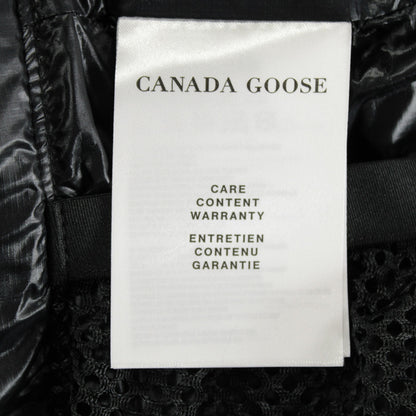 CANADA GOOSE
CARE
CONTENT
WARRANTY
ENTRETIEN
CONTENU
GARANTIE